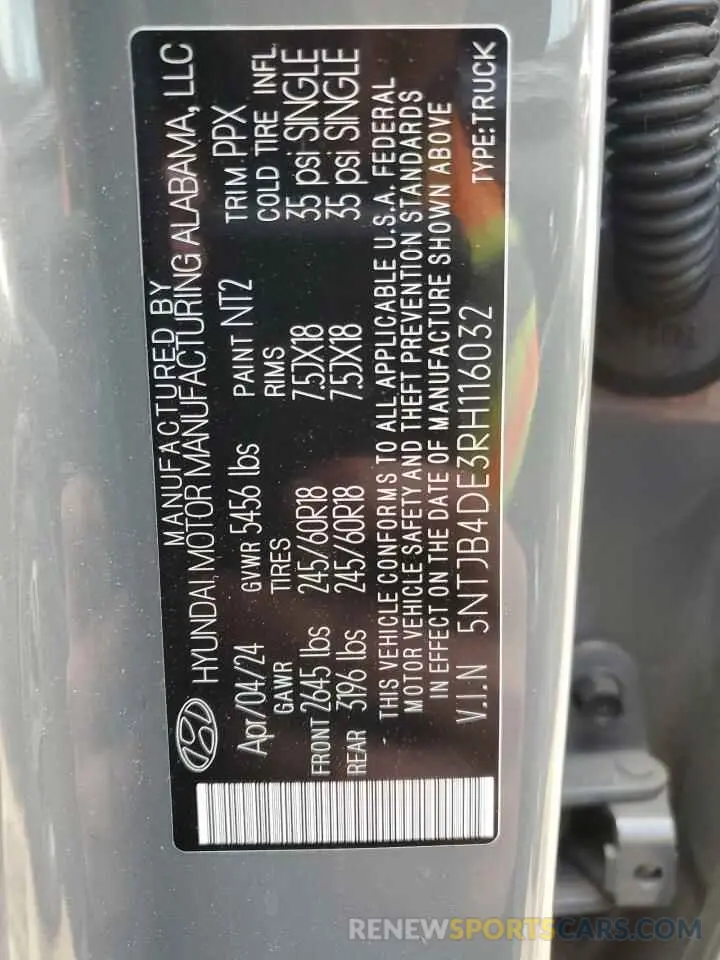 MANUFACTURED BY
HYUNDAI MOTOR MANUFACTURING ALABAMA, LLC
Apr/04/24 GVWR 5456 lbs PAINT NT2 TRIM PPX
GAWR TIRES RIMS COLD TIRE INFL.
FRONT 2645 lbs 245/60R18 7.5JX18 35 psi SINGLE
REAR 3196 lbs 245/60R18 7.5JX18 35 psi SINGLE
- THIS VEHICLE CONFORMS TO ALL APPLICABLE U.S.A. FEDERAL
MOTOR VEHICLE SAFETY AND THEFT PREVENTION STANDARDS
IN EFFECT ON THE DATE OF MANUFACTURE SHOWN ABOVE
V.I.N 5NTJB4DE3RH116032 TYPE:TRUCK
RENEWSPORTSCARS.COM